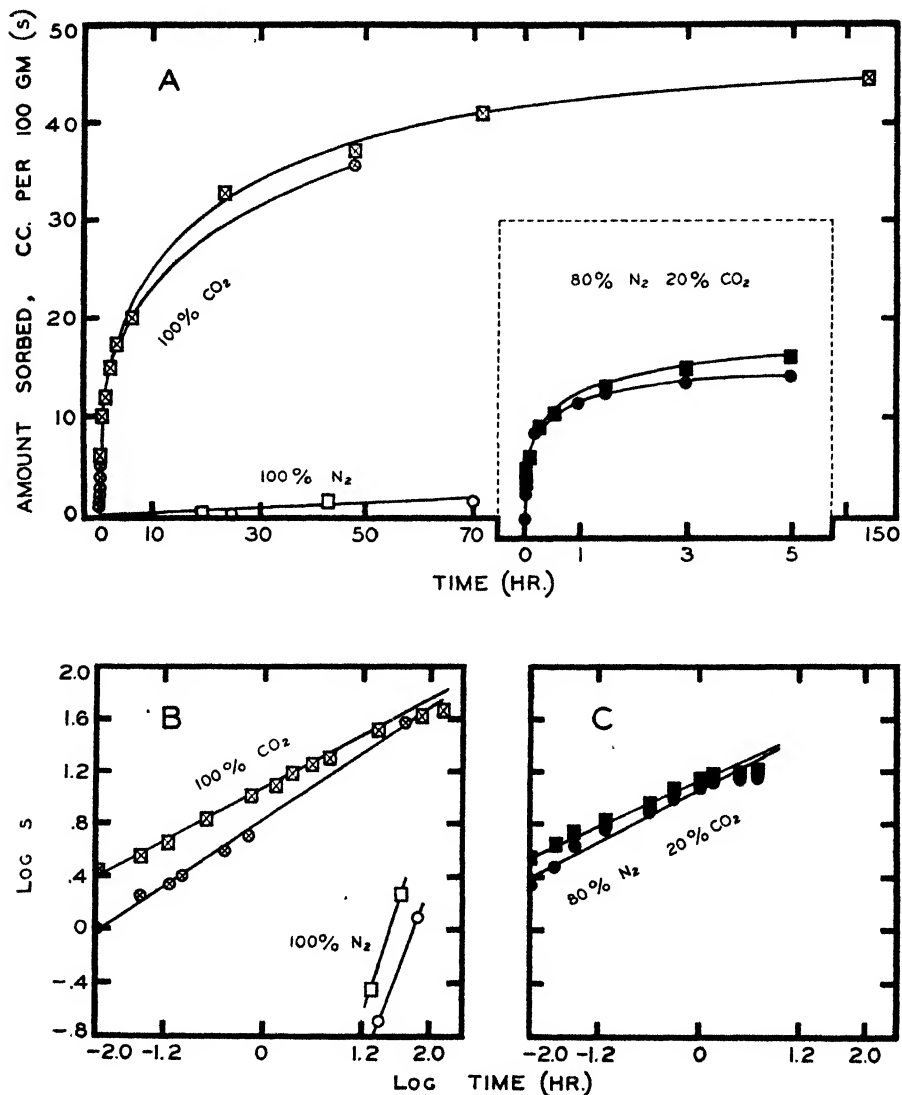 AMOUNT SORBED, CC. PER 100 GM (S)
50
40
30
20
10
0
A
100% CO2
100% N2
80% N2 20% CO2
0 10 30 50 70 0 1 3 5 150
TIME (HR.)
LOG S
2.0
1.6
1.2
.8
.4
0
-.4
-.8
B
100% CO2
100% N2
-2.0 -1.2 0 1.2 2.0
C
80% N2 20% CO2
-2.0 -1.2 0 1.2 2.0
LOG TIME (HR.)